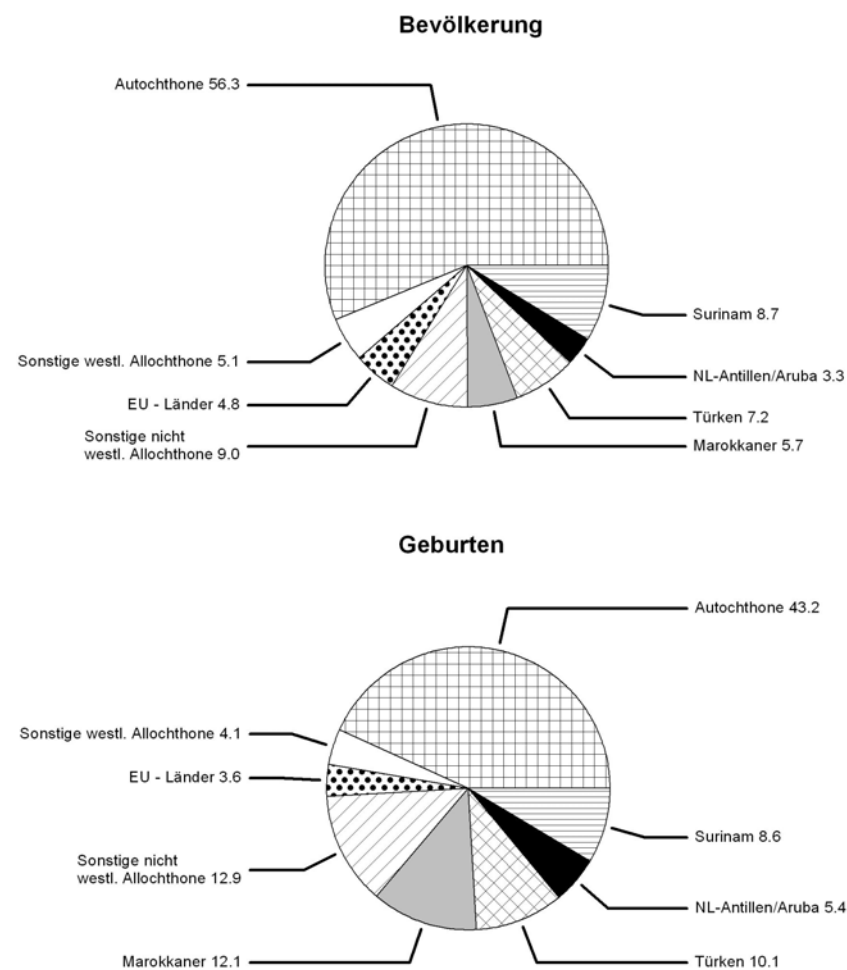 Bevölkerung
Autochthone 56.3
Surinam 8.7
Sonstige westl. Allochthone 5.1
NL-Antillen/Aruba 3.3
EU - Länder 4.8
Türken 7.2
Sonstige nicht
westl. Allochthone 9.0
Marokkaner 5.7
Geburten
Autochthone 43.2
Sonstige westl. Allochthone 4.1
EU - Länder 3.6
Surinam 8.6
Sonstige nicht
westl. Allochthone 12.9
NL-Antillen/Aruba 5.4
Marokkaner 12.1
Türken 10.1